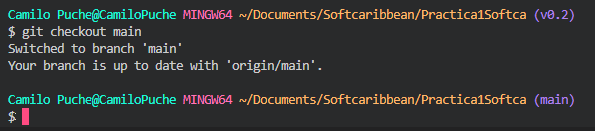 Camilo Puche@CamiloPuche MINGW64 ~/Documents/Softcaribbean/Practica1Softca (v0.2)
$ git checkout main
Switched to branch 'main'
Your branch is up to date with 'origin/main'.
Camilo Puche@CamiloPuche MINGW64 ~/Documents/Softcaribbean/Practica1Softca (main)
$